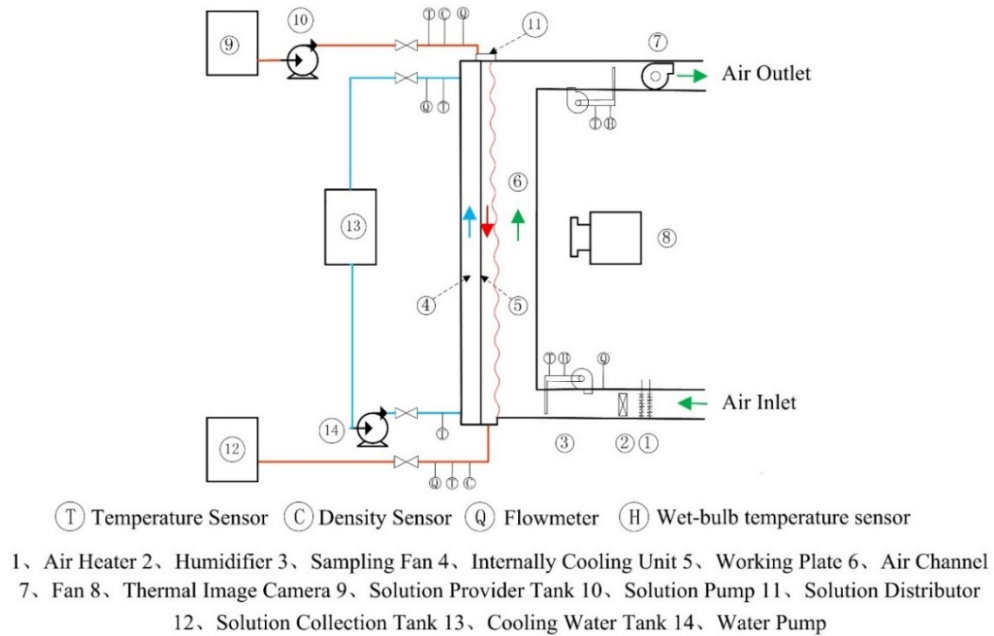 ⑨
⑩
Ⓣ Ⓒ Ⓠ
⑪
⑦
Air Outlet
Ⓠ Ⓣ
Ⓣ Ⓗ
⑥
⑬
⑧
④
⑤
Ⓣ Ⓗ Ⓠ
Air Inlet
⑭
Ⓣ
③ ② ①
⑫
Ⓠ Ⓣ Ⓒ
Ⓣ Temperature Sensor Ⓒ Density Sensor Ⓠ Flowmeter Ⓗ Wet-bulb temperature sensor
1、Air Heater 2、Humidifier 3、Sampling Fan 4、Internally Cooling Unit 5、Working Plate 6、Air Channel
7、Fan 8、Thermal Image Camera 9、Solution Provider Tank 10、Solution Pump 11、Solution Distributor
12、Solution Collection Tank 13、Cooling Water Tank 14、Water Pump